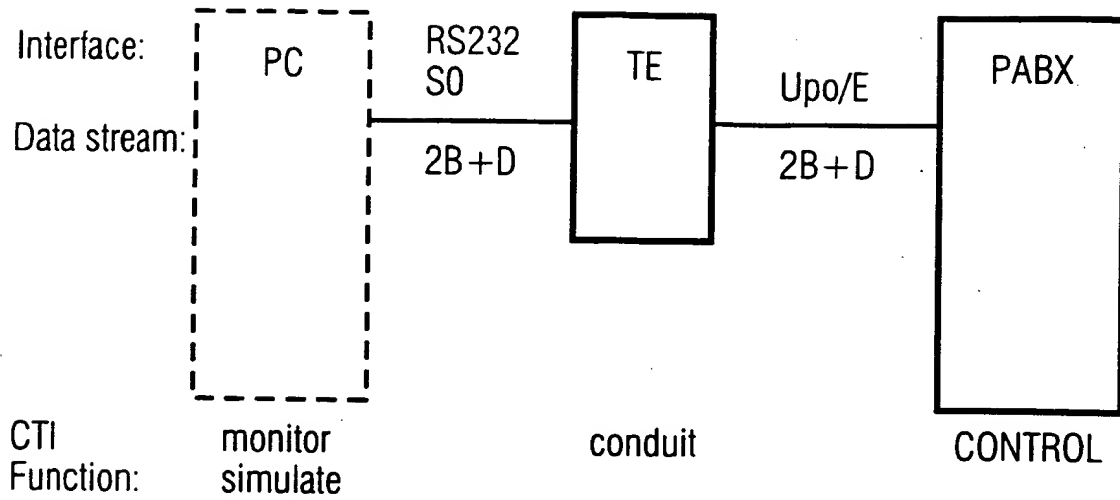 Interface:
PC
RS232
S0
TE
Upo/E
PABX
Data stream:
2B+D
2B+D
CTI
Function:
monitor
simulate
conduit
CONTROL